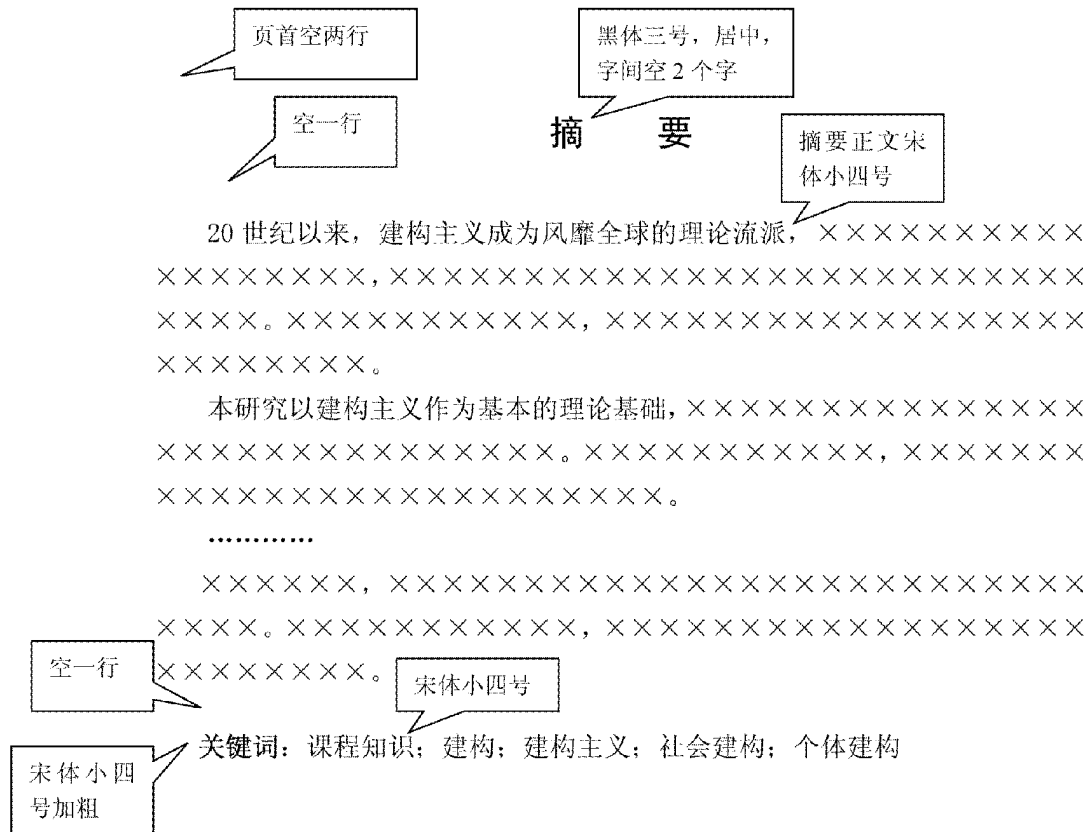 页首空两行
黑体三号，居中，
字间空 2 个字
空一行
摘 要
摘要正文宋
体小四号
20 世纪以来，建构主义成为风靡全球的理论流派，××××××××××
××××××××，××××××××××××××××××××××××××
××××。×××××××××××，××××××××××××××××××
××××××××。
本研究以建构主义作为基本的理论基础，×××××××××××××××
×××××××××××××××。×××××××××××，×××××××
×××××××××××××××××××。
…………
××××××，××××××××××××××××××××××××××
××××。×××××××××××，××××××××××××××××××
××××××××。
空一行
宋体小四号
关键词：课程知识；建构；建构主义；社会建构；个体建构
宋体小四
号加粗